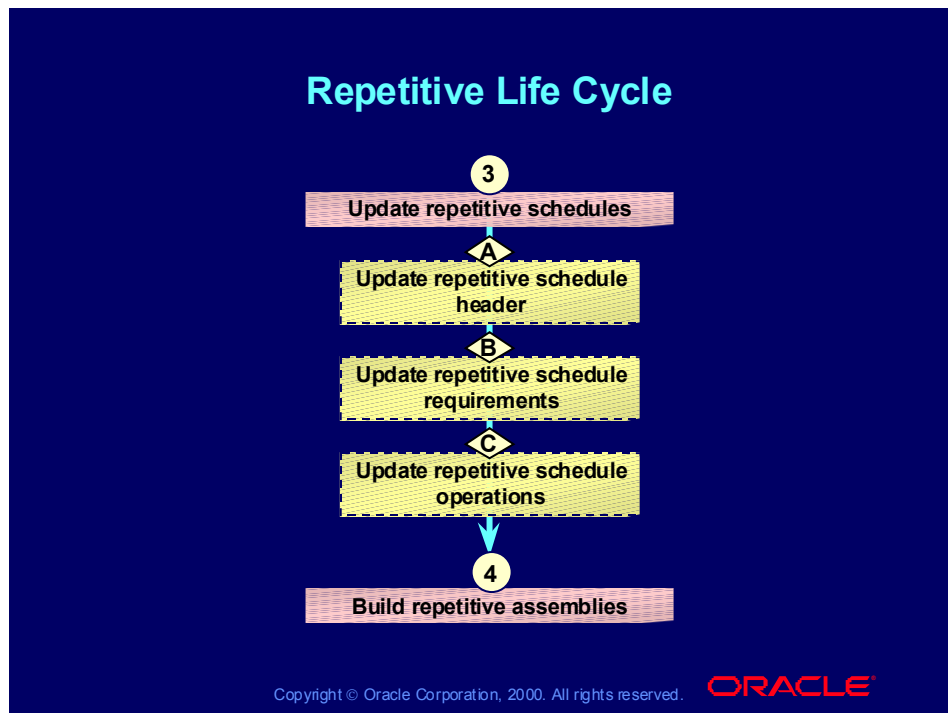 Repetitive Life Cycle
3
Update repetitive schedules
A
Update repetitive schedule
header
B
Update repetitive schedule
requirements
C
Update repetitive schedule
operations
4
Build repetitive assemblies
Copyright © Oracle Corporation, 2000. All rights reserved.
ORACLE®